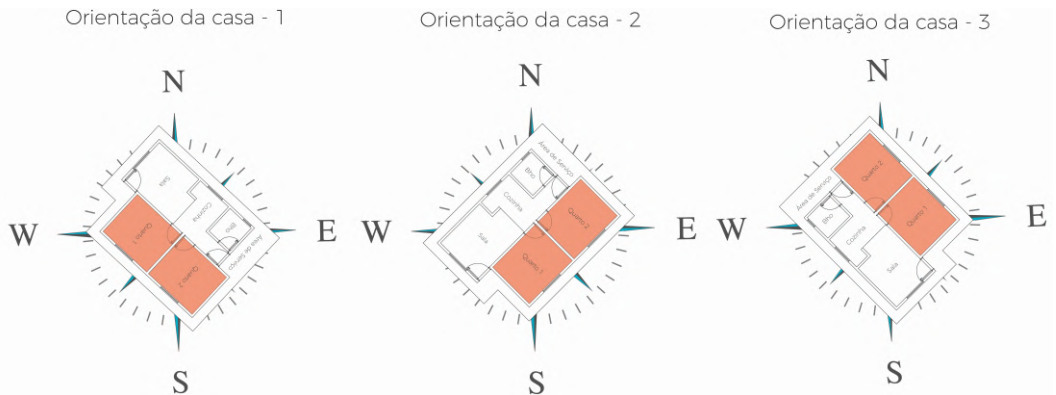 Orientação da casa - 1
N
W
E
S
Sala
Cozinha
Bho
Área de Serviço
Quarto 1
Quarto 2
Orientação da casa - 2
N
W
E
S
Área de Serviço
Bho
Cozinha
Sala
Quarto 2
Quarto 1
Orientação da casa - 3
N
W
E
S
Quarto 2
Área de Serviço
Bho
Quarto 1
Cozinha
Sala